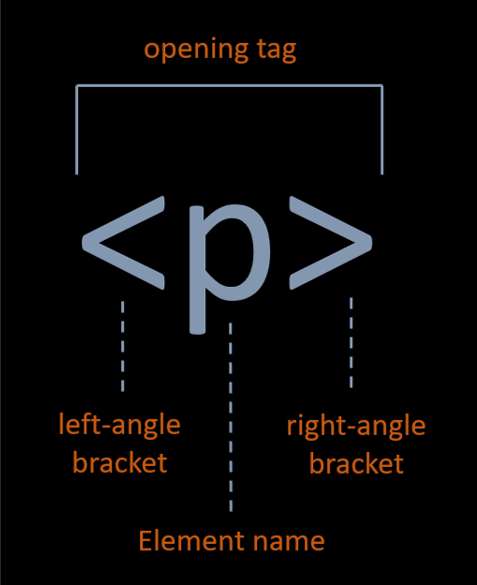 opening tag
<p>
left-angle
bracket
right-angle
bracket
Element name